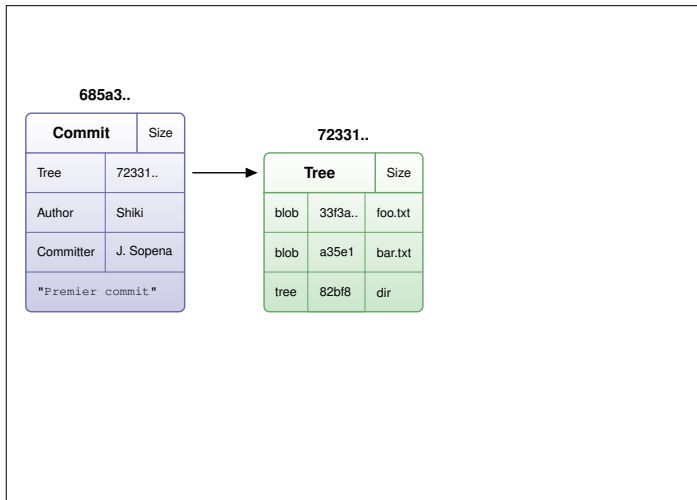 685a3..
Commit Size
Tree 72331..
Author Shiki
Committer J. Sopena
"Premier commit"
72331..
Tree Size
blob 33f3a.. foo.txt
blob a35e1 bar.txt
tree 82bf8 dir